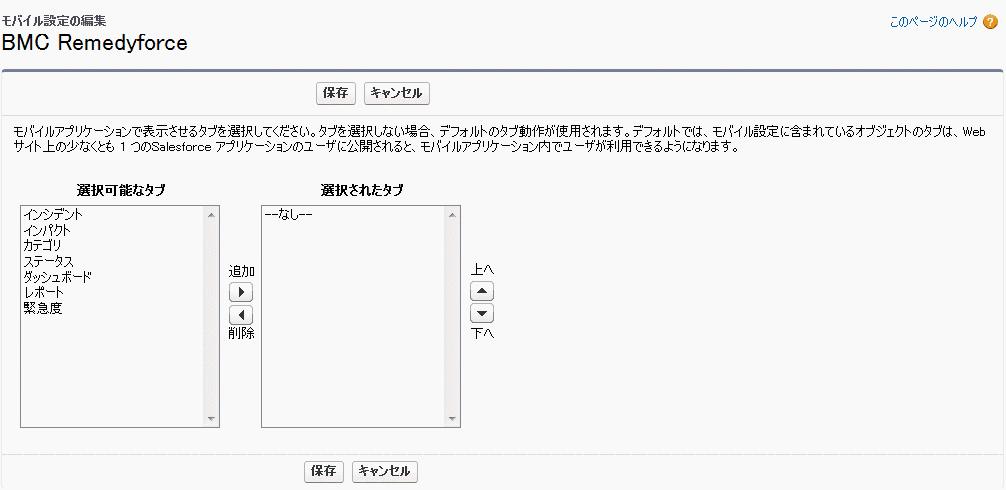 モバイル設定の編集
このページのヘルプ
BMC Remedyforce
保存 キャンセル
モバイルアプリケーションで表示させるタブを選択してください。タブを選択しない場合、デフォルトのタブ動作が使用されます。デフォルトでは、モバイル設定に含まれているオブジェクトのタブは、Web
サイト上の少なくとも 1 つのSalesforce アプリケーションのユーザに公開されると、モバイルアプリケーション内でユーザが利用できるようになります。
選択可能なタブ
インシデント
インパクト
カテゴリ
ステータス
ダッシュボード
レポート
緊急度
追加
削除
選択されたタブ
--なし--
上へ
下へ
保存 キャンセル